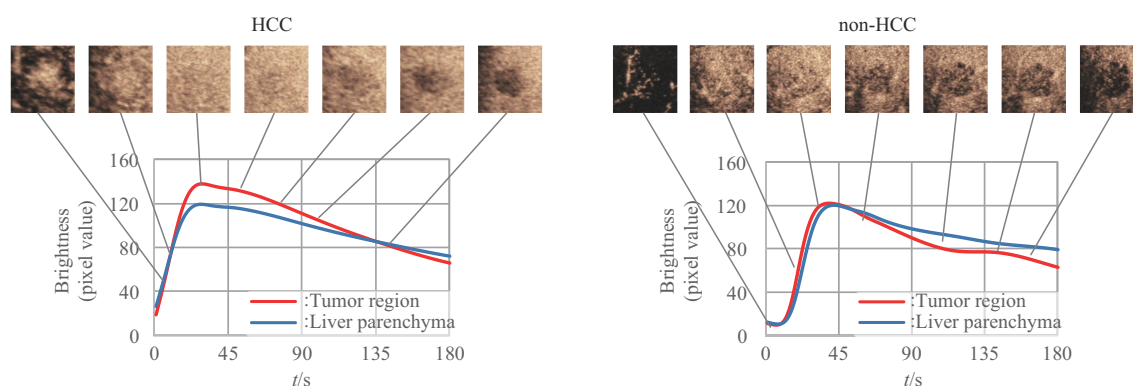 HCC
160
120
80
40
0
Brightness
(pixel value)
:Tumor region
:Liver parenchyma
0 45 90 135 180
t/s
non-HCC
160
120
80
40
0
Brightness
(pixel value)
:Tumor region
:Liver parenchyma
0 45 90 135 180
t/s